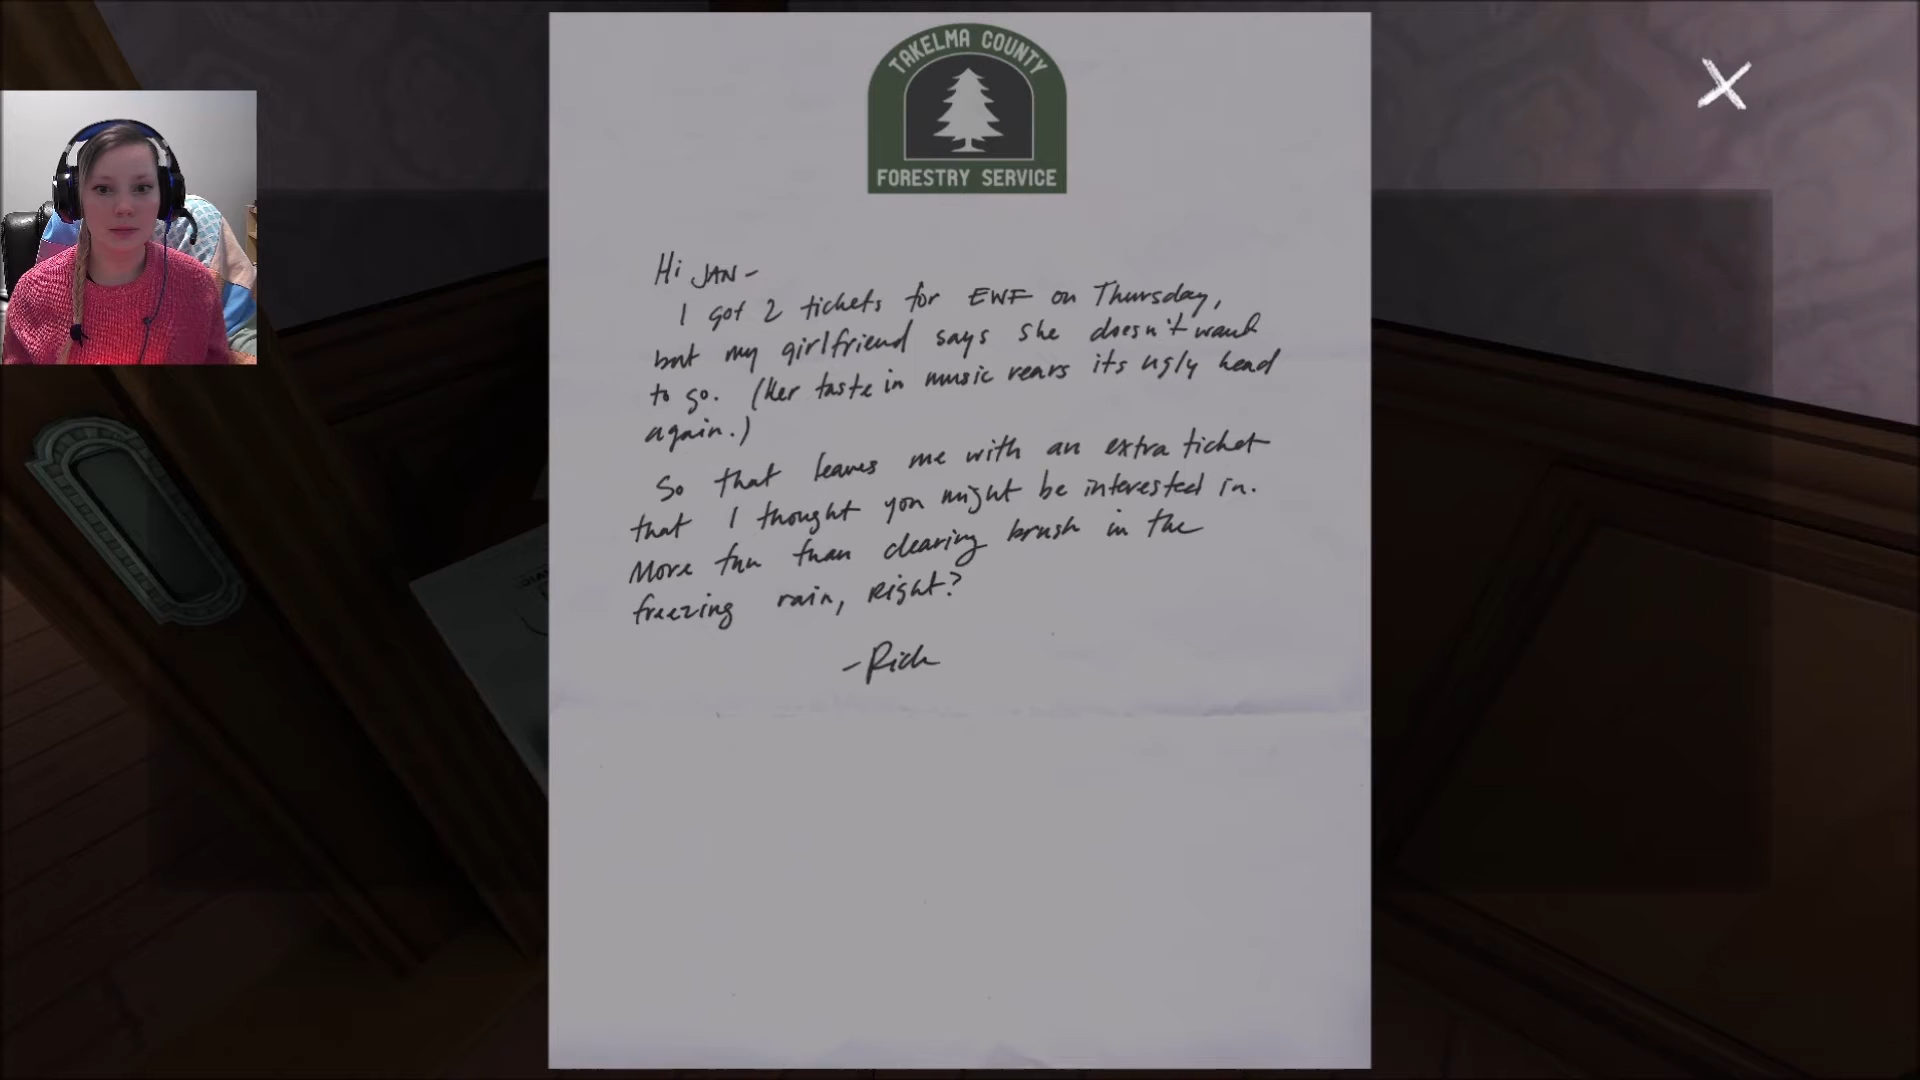 TAKELMA COUNTY
FORESTRY SERVICE
Hi JAN-
I got 2 tickets for EWF on Thursday,
but my girlfriend says she doesn't want
to go. (Her taste in music rears its ugly head
again.)
So that leaves me with an extra ticket
that I thought you might be interested in.
More fun than clearing brush in the
freezing rain, Right?
-Rick